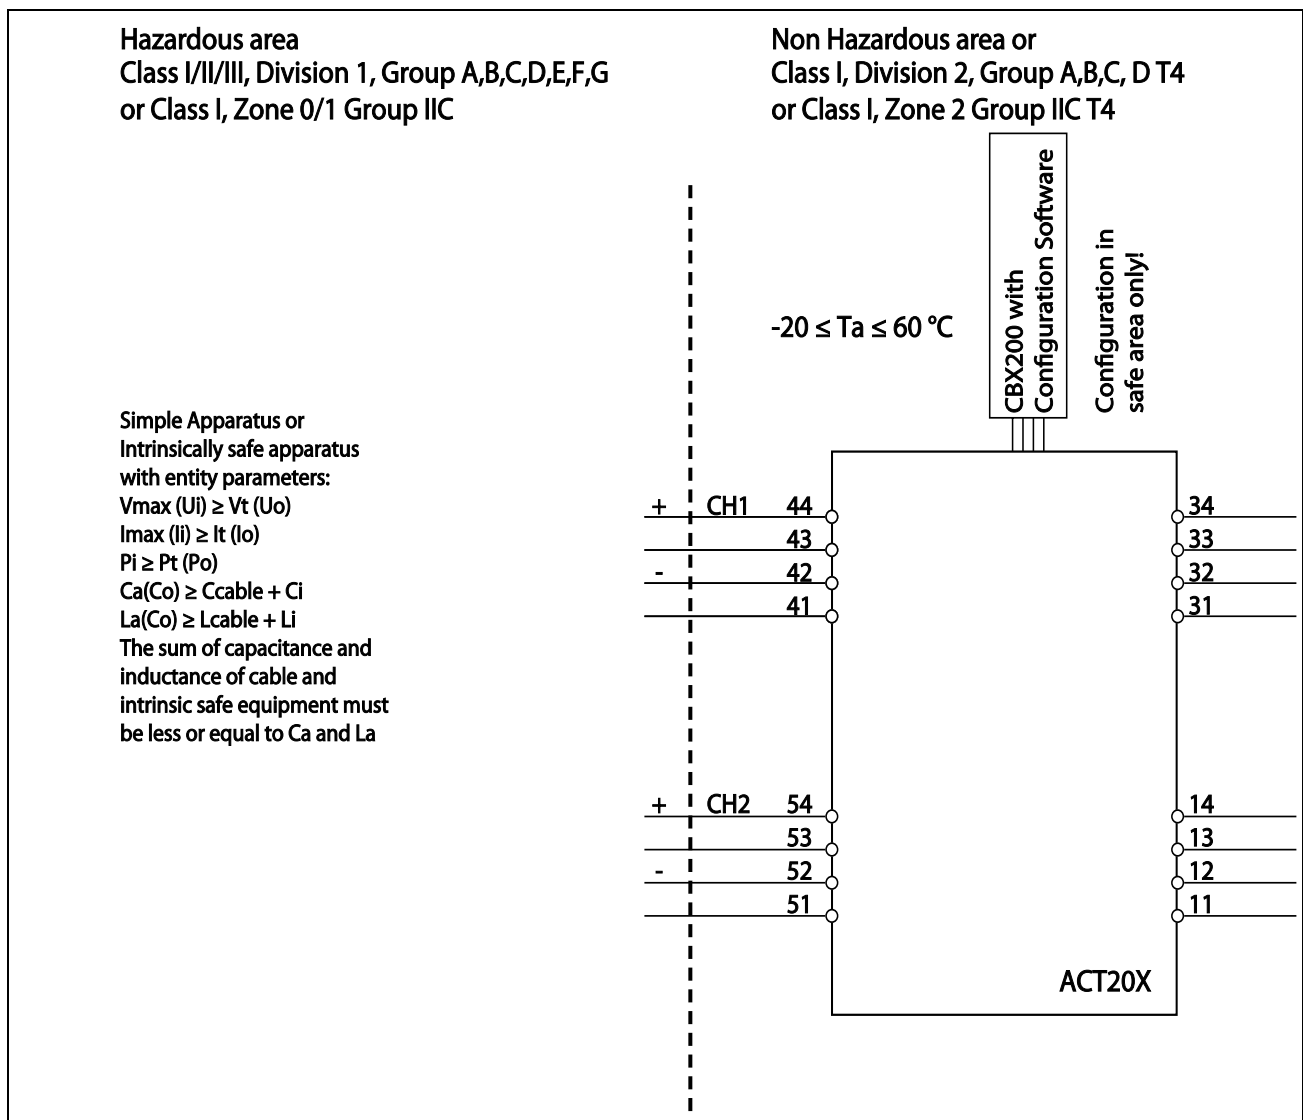 Hazardous area
Class I/II/III, Division 1, Group A,B,C,D,E,F,G
or Class I, Zone 0/1 Group IIC
Non Hazardous area or
Class I, Division 2, Group A,B,C, D T4
or Class I, Zone 2 Group IIC T4
CBX200 with
Configuration Software
Configuration in
safe area only!
-20 ≤ Ta ≤ 60 °C
Simple Apparatus or
Intrinsically safe apparatus
with entity parameters:
Vmax (Ui) ≥ Vt (Uo)
Imax (Ii) ≥ It (Io)
Pi ≥ Pt (Po)
Ca(Co) ≥ Ccable + Ci
La(Co) ≥ Lcable + Li
The sum of capacitance and
inductance of cable and
intrinsic safe equipment must
be less or equal to Ca and La
+ CH1 44
43
- 42
41
34
33
32
31
+ CH2 54
53
- 52
51
14
13
12
11
ACT20X